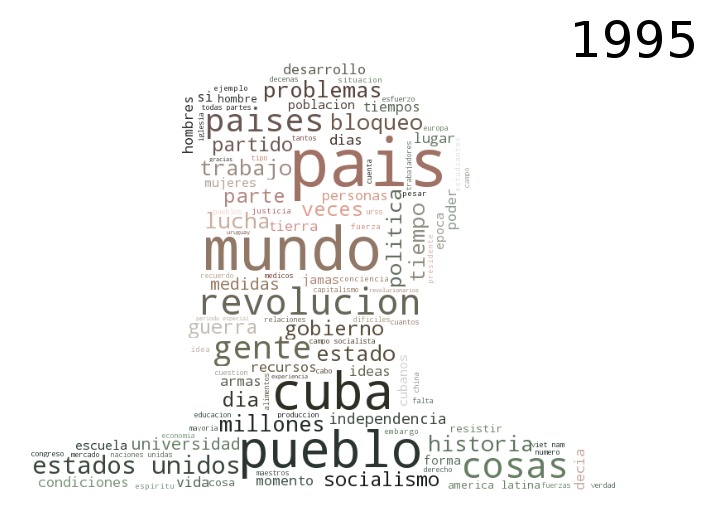 1995
desarrollo
decenas situacion
ejemplo problemas
si hombre esfuerzo
todas partes poblacion tiempos
hombres iglesia paises bloqueo europa
partido tantos dias lugar
gracias tipo pais cuenta trabajadores estudiantes
trabajo campo
mujeres parte personas pesar
pueblos justicia veces urss politica tiempo epoca poder
lucha tierra fuerza
uruguay
mundo presidente
recuerdo medicos jamas conciencia
medidas capitalismo revolucionarios
revolucion
periodo especial relaciones dificiles cuantos
guerra gobierno
campo socialista
idea gente estado
cuestion recursos cabo ideas cubanos
armas experiencia china
dia alimentos cuba falta
educacion produccion
mayoria millones independencia
economia embargo resistir
escuela universidad pueblo historia viet nam
congreso mercado naciones unidas numero
estados unidos forma cosas decia
maestros derecho
condiciones espiritu vida cosa momento socialismo america latina fuerzas verdad